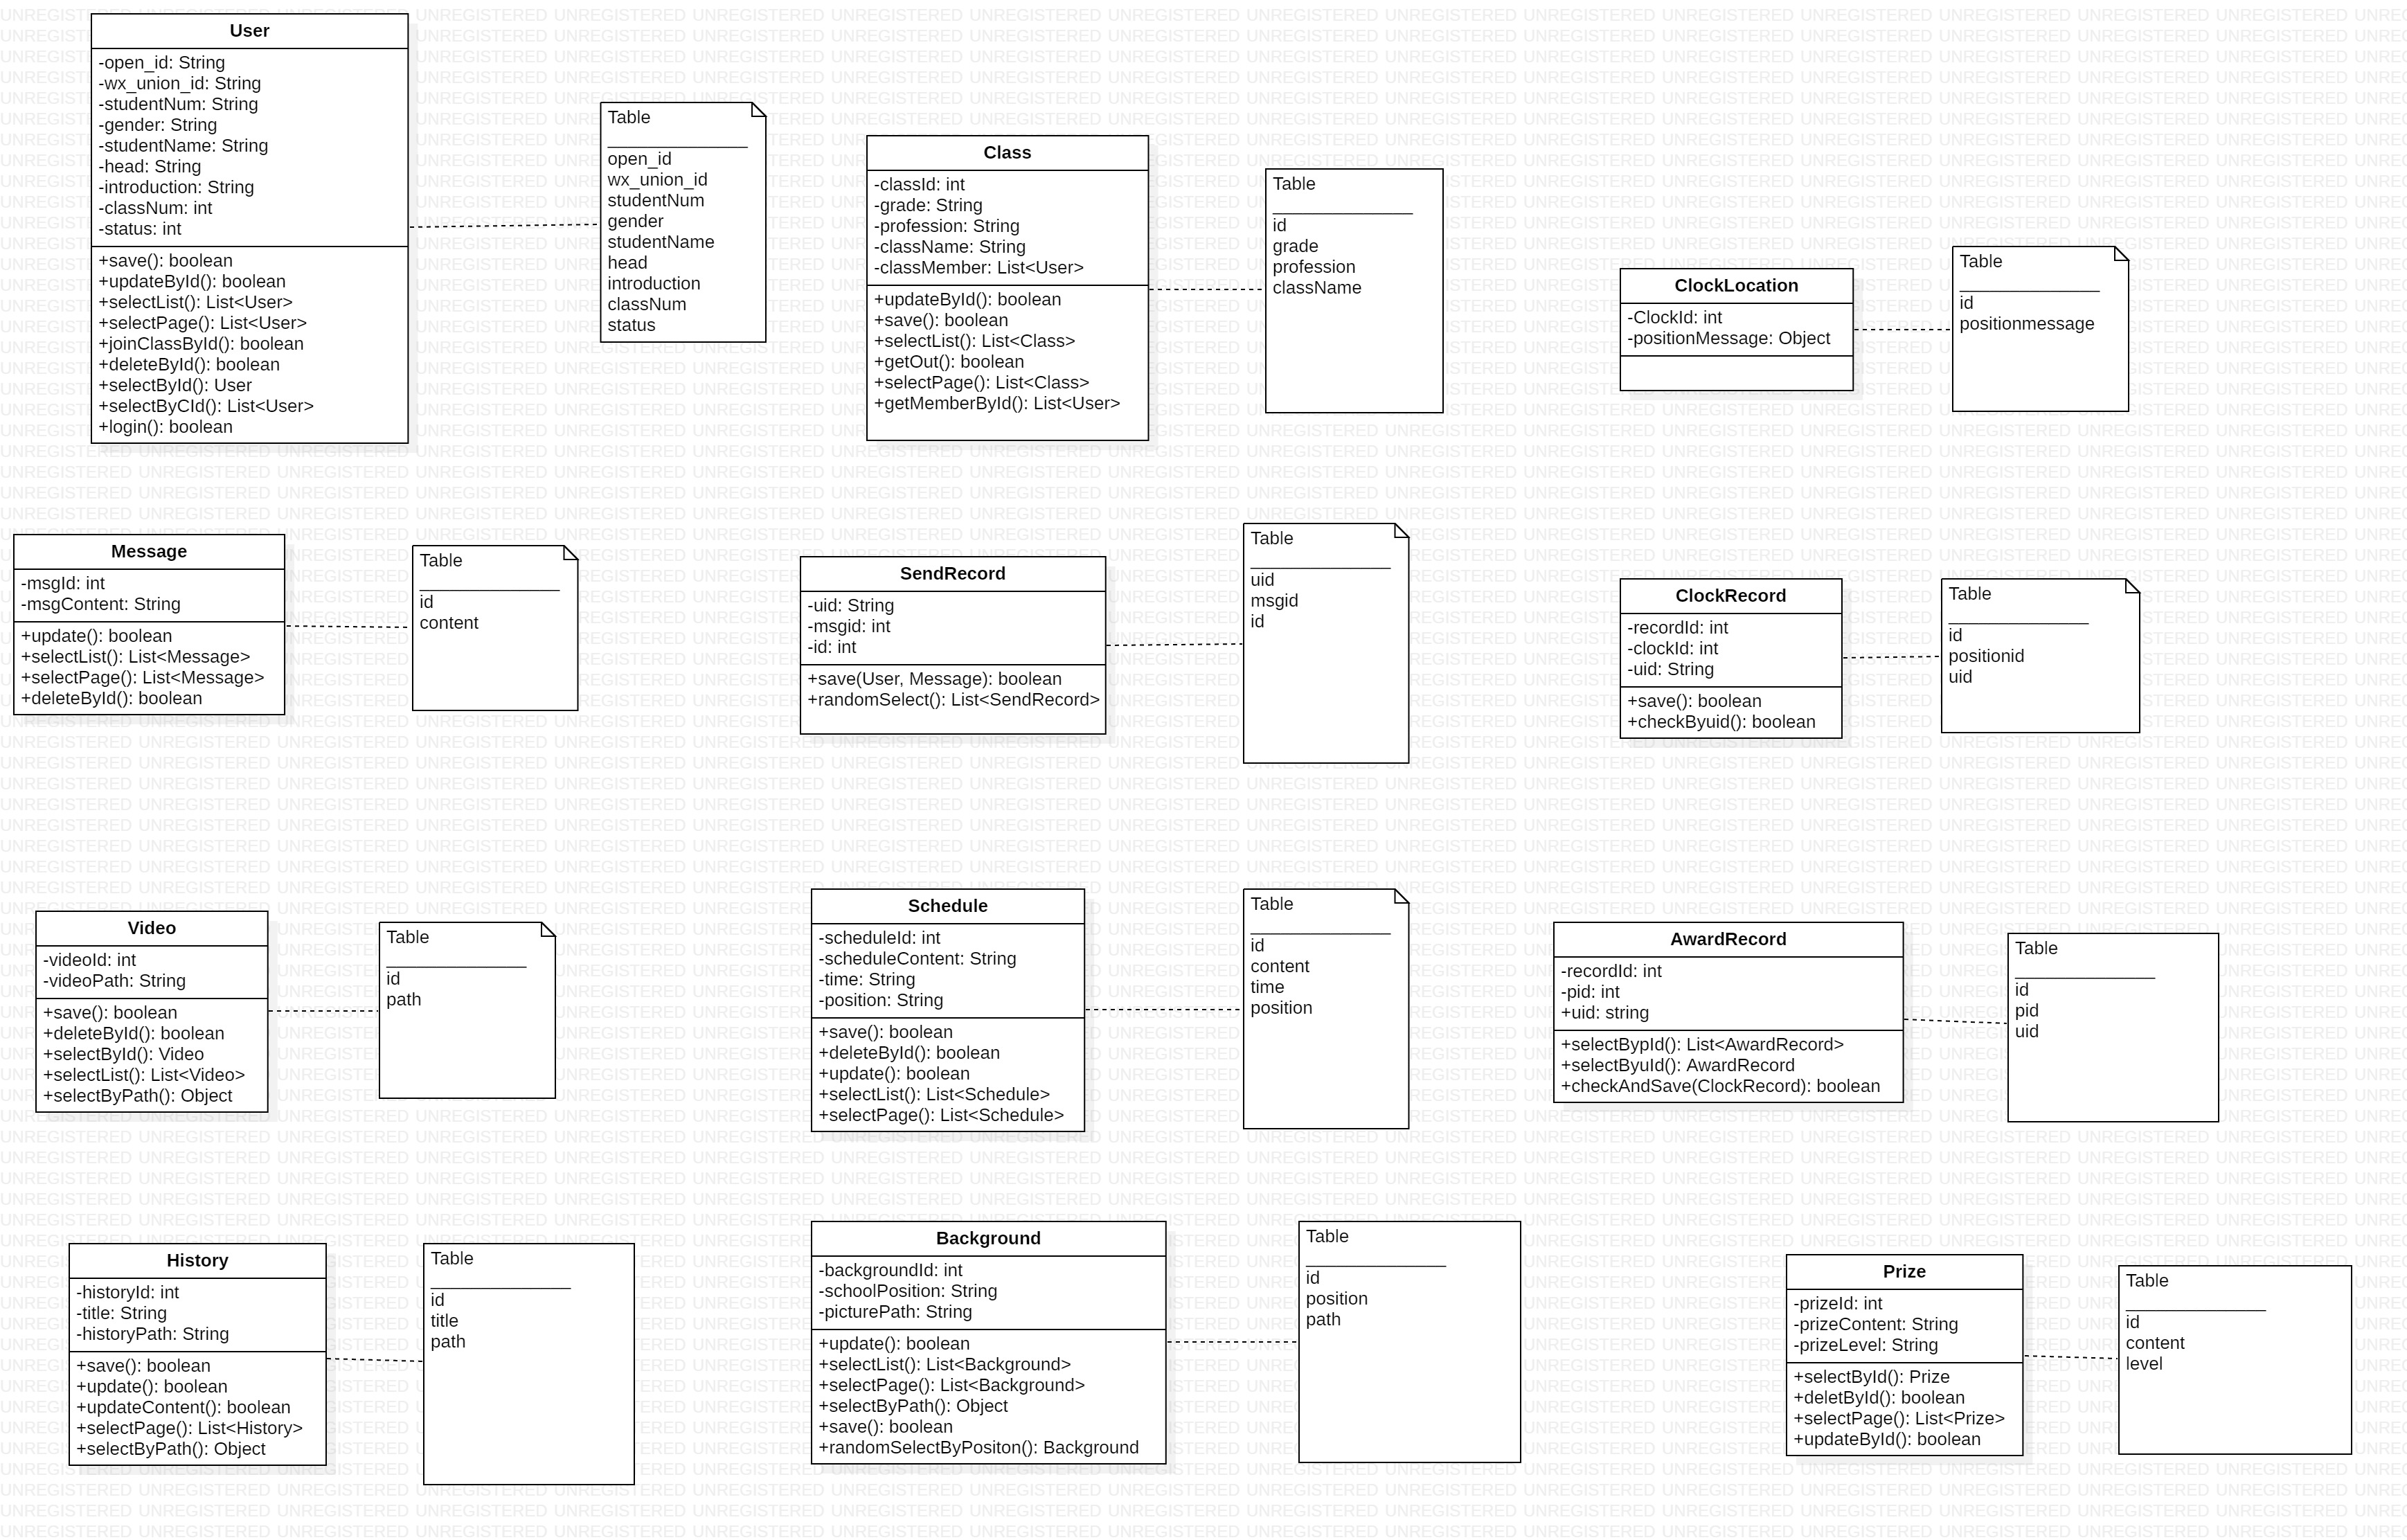 User
-open_id: String
-wx_union_id: String
-studentNum: String
-gender: String
-studentName: String
-head: String
-introduction: String
-classNum: int
-status: int
+save(): boolean
+updateById(): boolean
+selectList(): List<User>
+selectPage(): List<User>
+joinClassById(): boolean
+deleteById(): boolean
+selectById(): User
+selectByCId(): List<User>
+login(): boolean
Table
open_id
wx_union_id
studentNum
gender
studentName
head
introduction
classNum
status
Class
-classId: int
-grade: String
-profession: String
-className: String
-classMember: List<User>
+updateById(): boolean
+save(): boolean
+selectList(): List<Class>
+getOut(): boolean
+selectPage(): List<Class>
+getMemberById(): List<User>
Table
id
grade
profession
className
ClockLocation
-ClockId: int
-positionMessage: Object
Table
id
positionmessage
Message
-msgId: int
-msgContent: String
+update(): boolean
+selectList(): List<Message>
+selectPage(): List<Message>
+deleteById(): boolean
Table
id
content
SendRecord
-uid: String
-msgid: int
-id: int
+save(User, Message): boolean
+randomSelect(): List<SendRecord>
Table
uid
msgid
id
ClockRecord
-recordId: int
-clockId: int
-uid: String
+save(): boolean
+checkByuid(): boolean
Table
id
positionid
uid
Video
-videoId: int
-videoPath: String
+save(): boolean
+deleteById(): boolean
+selectById(): Video
+selectList(): List<Video>
+selectByPath(): Object
Table
id
path
Schedule
-scheduleId: int
-scheduleContent: String
-time: String
-position: String
+save(): boolean
+deleteById(): boolean
+update(): boolean
+selectList(): List<Schedule>
+selectPage(): List<Schedule>
Table
id
content
time
position
AwardRecord
-recordId: int
-pid: int
+uid: string
+selectBypId(): List<AwardRecord>
+selectByuId(): AwardRecord
+checkAndSave(ClockRecord): boolean
Table
id
pid
uid
History
-historyId: int
-title: String
-historyPath: String
+save(): boolean
+update(): boolean
+updateContent(): boolean
+selectPage(): List<History>
+selectByPath(): Object
Table
id
title
path
Background
-backgroundId: int
-schoolPosition: String
-picturePath: String
+update(): boolean
+selectList(): List<Background>
+selectPage(): List<Background>
+selectByPath(): Object
+save(): boolean
+randomSelectByPositon(): Background
Table
id
position
path
Prize
-prizeId: int
-prizeContent: String
-prizeLevel: String
+selectById(): Prize
+deletById(): boolean
+selectPage(): List<Prize>
+updateById(): boolean
Table
id
content
level
UNREGISTERED